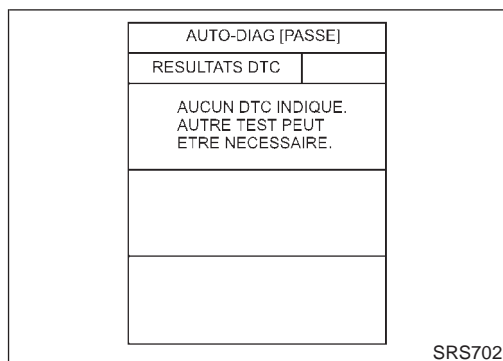 AUTO-DIAG [PASSE]
RESULTATS DTC
AUCUN DTC INDIQUE.
AUTRE TEST PEUT
ETRE NECESSAIRE.
SRS702